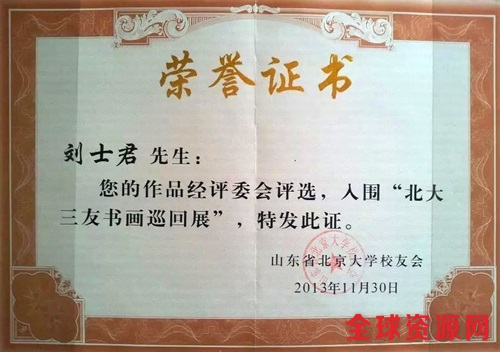 荣誉证书
刘士君 先生：
您的作品经评委会评选，入围“北大
三友书画巡回展”，特发此证。
山东省北京大学校友会
2013年11月30日
全球资源网